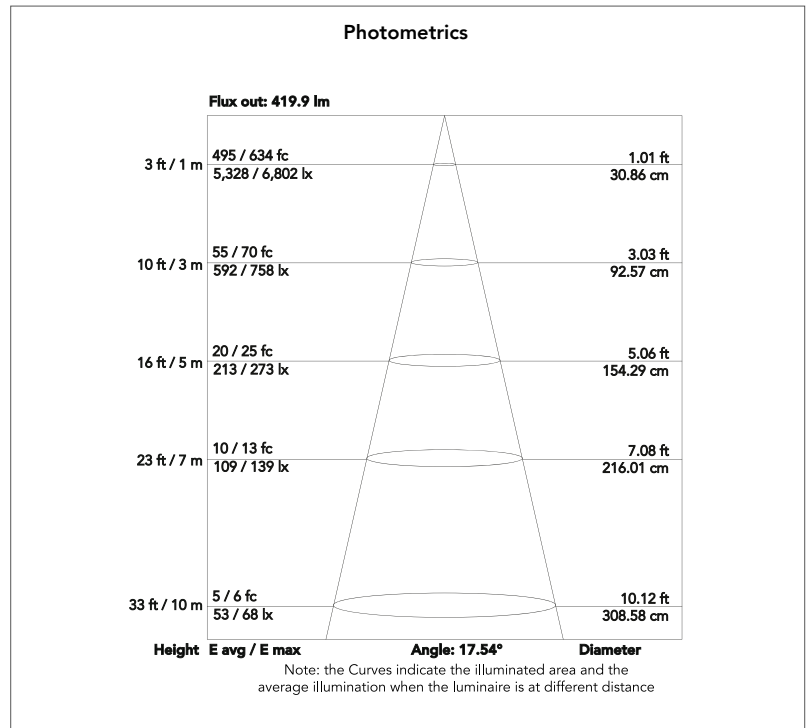 Photometrics
Flux out: 419.9 lm
3 ft / 1 m
495 / 634 fc
5,328 / 6,802 lx
1.01 ft
30.86 cm
10 ft / 3 m
55 / 70 fc
592 / 758 lx
3.03 ft
92.57 cm
16 ft / 5 m
20 / 25 fc
213 / 273 lx
5.06 ft
154.29 cm
23 ft / 7 m
10 / 13 fc
109 / 139 lx
7.08 ft
216.01 cm
33 ft / 10 m
5 / 6 fc
53 / 68 lx
10.12 ft
308.58 cm
Height E avg / E max Angle: 17.54° Diameter
Note: the Curves indicate the illuminated area and the
average illumination when the luminaire is at different distance